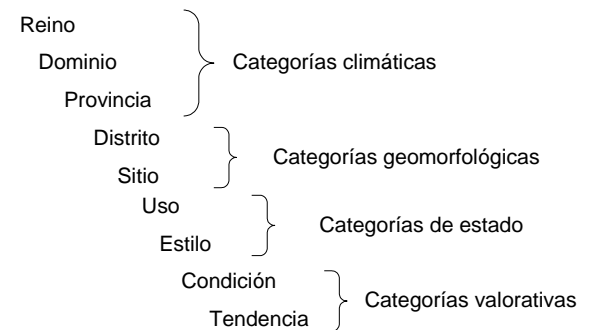 Reino
Dominio
Categorías climáticas
Provincia
Distrito
Categorías geomorfológicas
Sitio
Uso
Categorías de estado
Estilo
Condición
Categorías valorativas
Tendencia